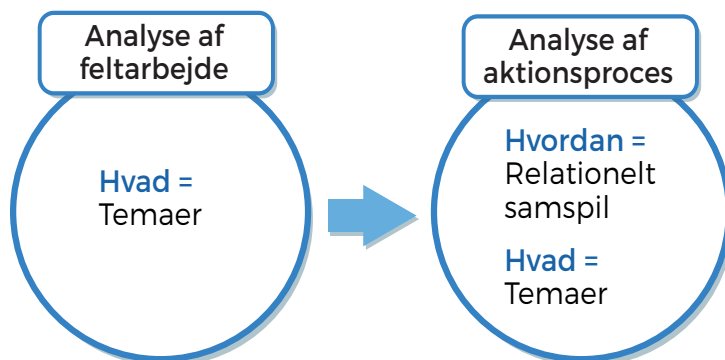 Analyse af
feltarbejde
Hvad =
Temaer
Analyse af
aktionsproces
Hvordan =
Relationelt
samspil
Hvad =
Temaer